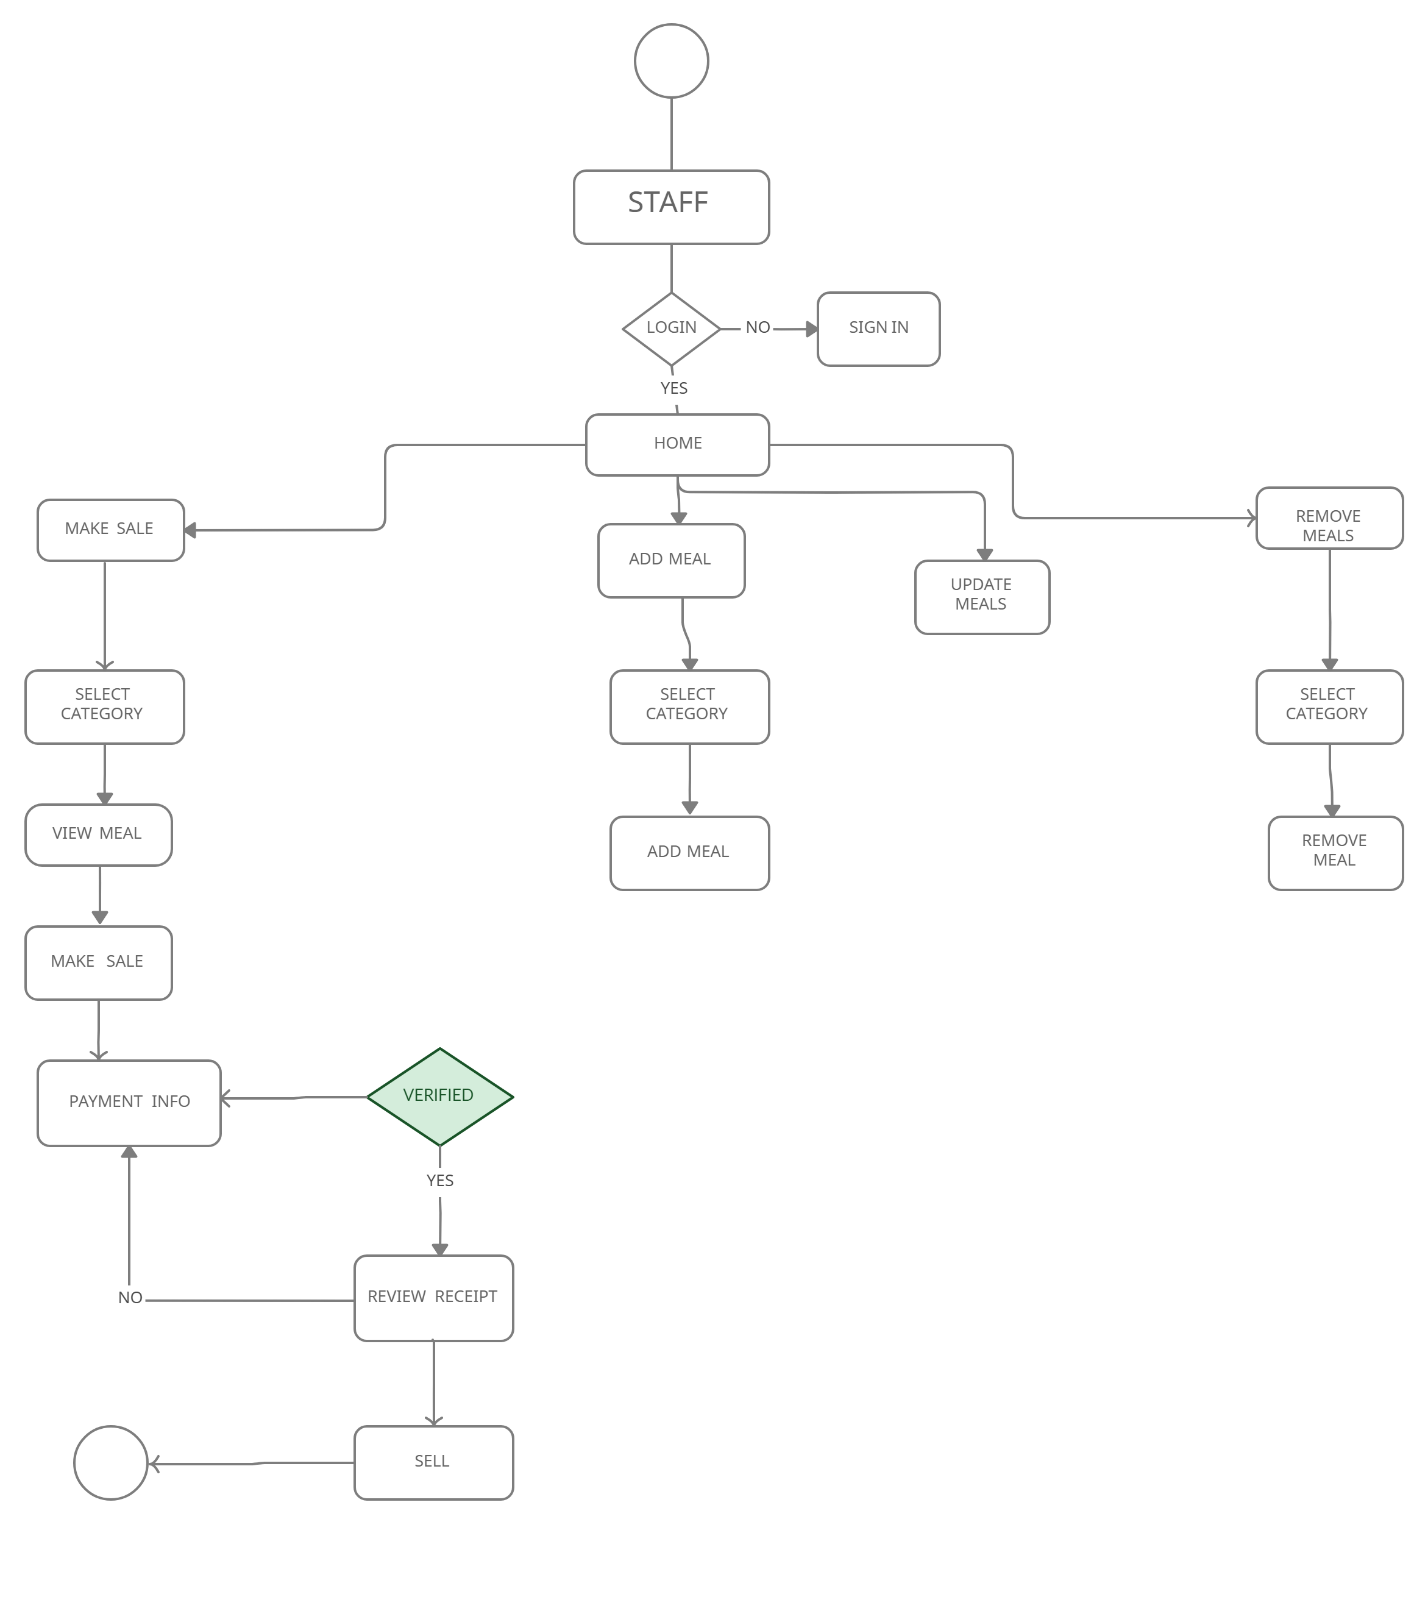 STAFF
LOGIN
NO
SIGN IN
YES
HOME
MAKE SALE
ADD MEAL
UPDATE
MEALS
REMOVE
MEALS
SELECT
CATEGORY
SELECT
CATEGORY
SELECT
CATEGORY
VIEW MEAL
ADD MEAL
REMOVE
MEAL
MAKE SALE
PAYMENT INFO
VERIFIED
YES
NO
REVIEW RECEIPT
SELL